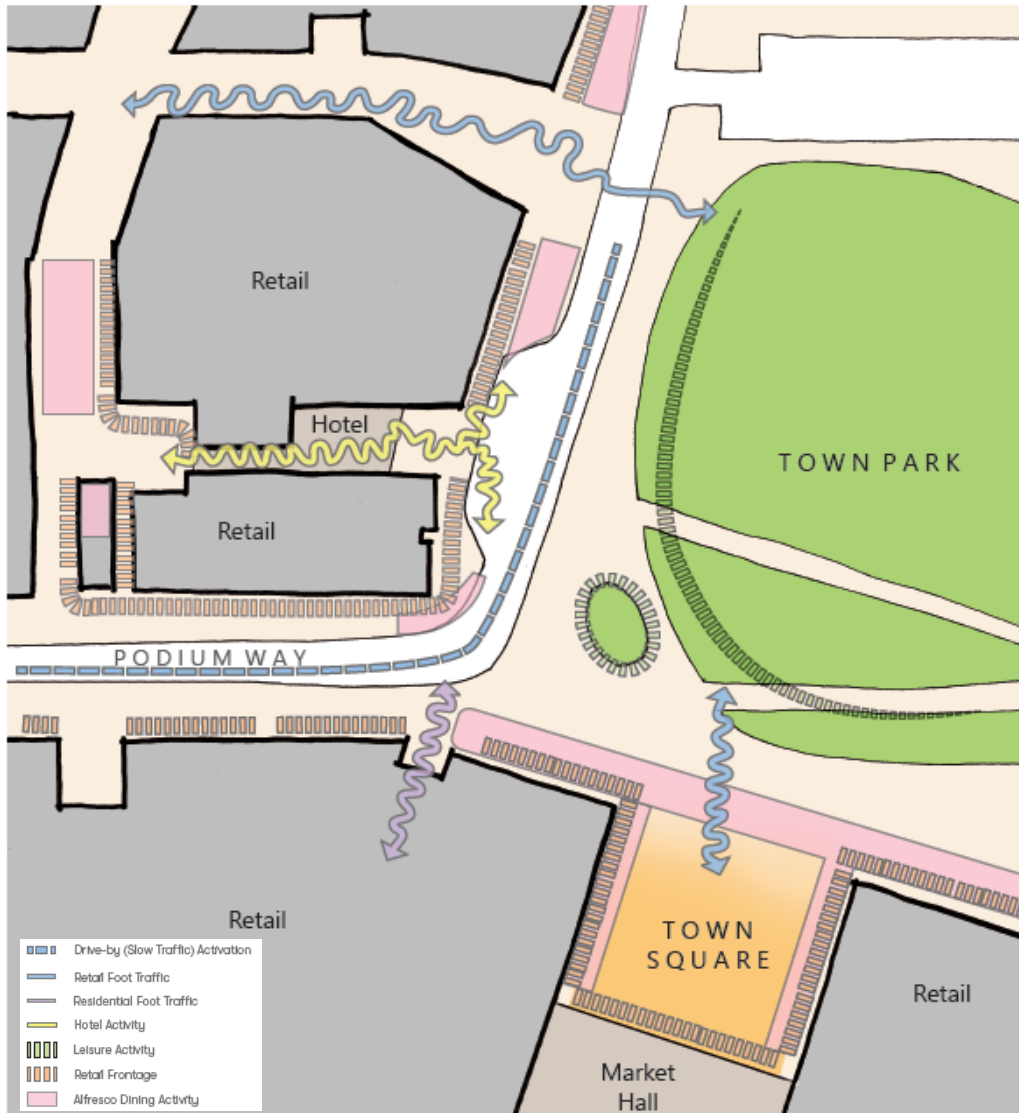 Retail
Hotel
TOWN PARK
Retail
PODIUM WAY
Retail
TOWN
SQUARE
Retail
Market
Hall
Drive-by (Slow Traffic) Activation
Retail Foot Traffic
Residential Foot Traffic
Hotel Activity
Leisure Activity
Retail Frontage
Alfresco Dining Activity